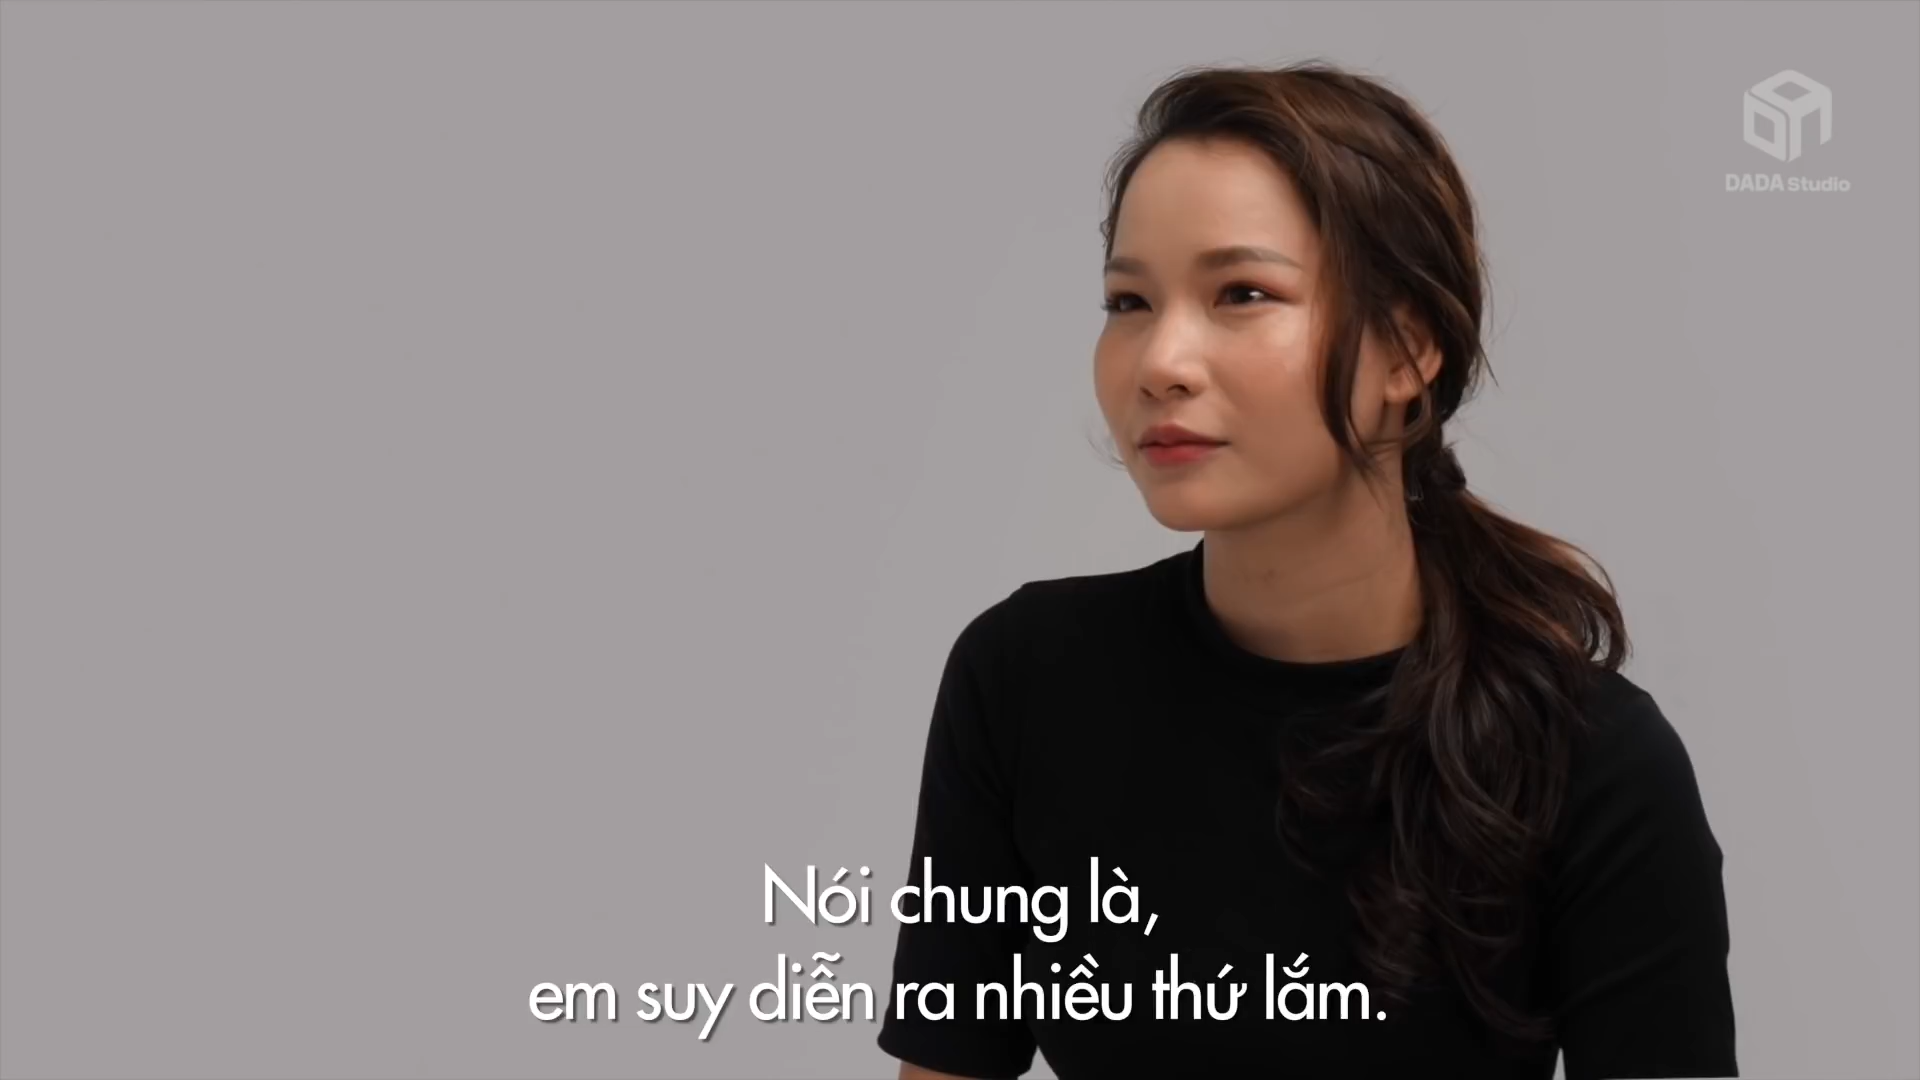 DADA Studio
Nói chung là,
em suy diễn ra nhiều thứ lắm.